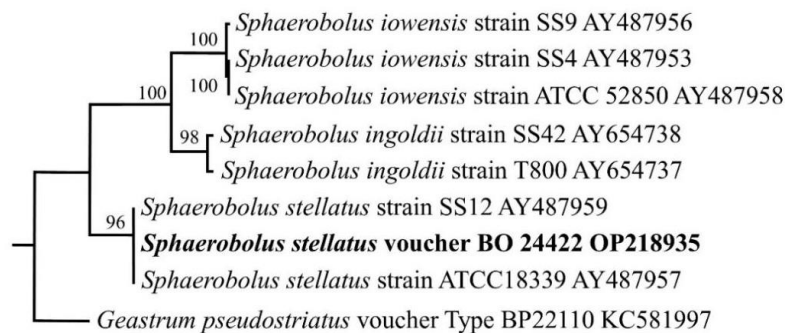 100
Sphaerobolus iowensis strain SS9 AY487956
Sphaerobolus iowensis strain SS4 AY487953
100
Sphaerobolus iowensis strain ATCC 52850 AY487958
100
98
Sphaerobolus ingoldii strain SS42 AY654738
Sphaerobolus ingoldii strain T800 AY654737
Sphaerobolus stellatus strain SS12 AY487959
96
Sphaerobolus stellatus voucher BO 24422 OP218935
Sphaerobolus stellatus strain ATCC18339 AY487957
Geastrum pseudostriatus voucher Type BP22110 KC581997